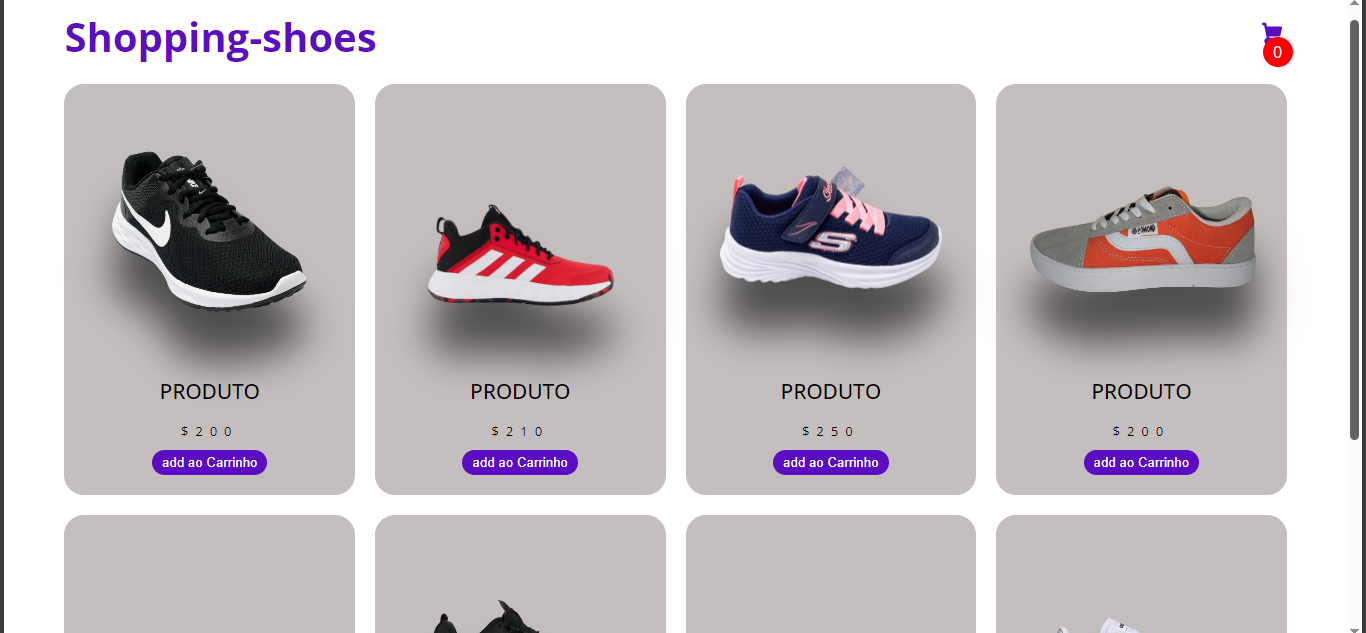 Shopping-shoes
0
PRODUTO
$200
add ao Carrinho
PRODUTO
$210
add ao Carrinho
PRODUTO
$250
add ao Carrinho
PRODUTO
$200
add ao Carrinho